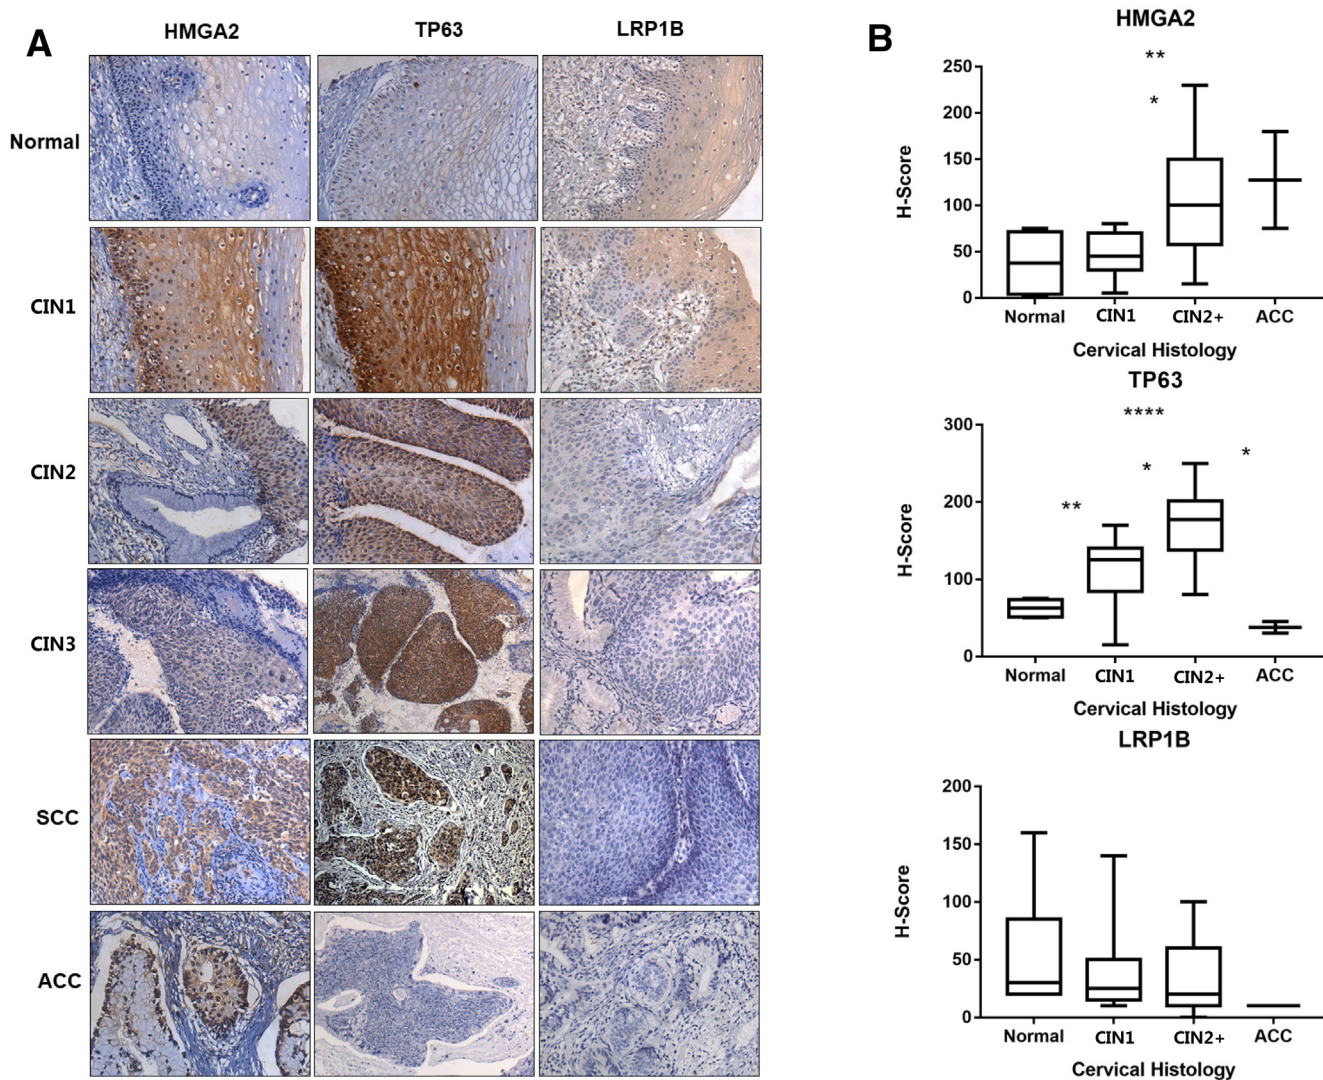 A
HMGA2 TP63 LRP1B
Normal
CIN1
CIN2
CIN3
SCC
ACC
B
HMGA2
**
*
250
200
150
100
50
0
H-Score
Normal CIN1 CIN2+ ACC
Cervical Histology
TP63
****
*
*
**
300
200
100
0
H-Score
Normal CIN1 CIN2+ ACC
Cervical Histology
LRP1B
200
150
100
50
0
H-Score
Normal CIN1 CIN2+ ACC
Cervical Histology